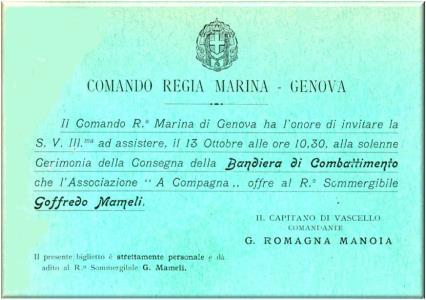 COMANDO REGIA MARINA - GENOVA
Il Comando R.º Marina di Genova ha l'onore di invitare la
S. V. Ill.ma ad assistere, il 13 Ottobre alle ore 10,30, alla solenne
Cerimonia della Consegna della Bandiera di Combattimento
che l'Associazione "A Compagna„ offre al R.º Sommergibile
Goffredo Mameli.
IL CAPITANO DI VASCELLO
COMANDANTE
G. ROMAGNA MANOIA
Il presente biglietto è strettamente personale e dà
adito al R.º Sommergibile G. Mameli.